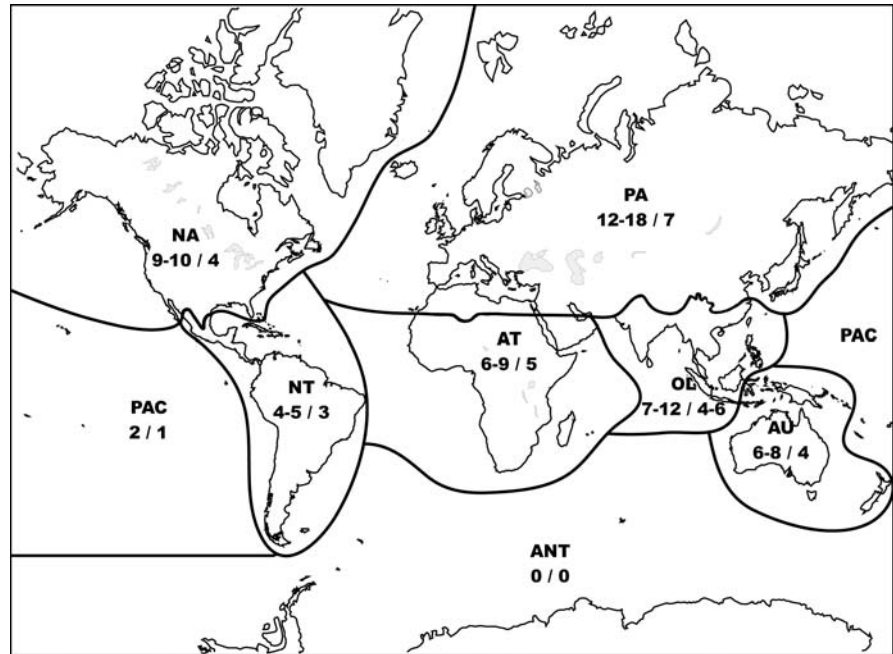 PA
12-18 / 7
NA
9-10 / 4
AT
6-9 / 5
PAC
NT
4-5 / 3
OL
7-12 / 4-6
PAC
2 / 1
AU
6-8 / 4
ANT
0 / 0